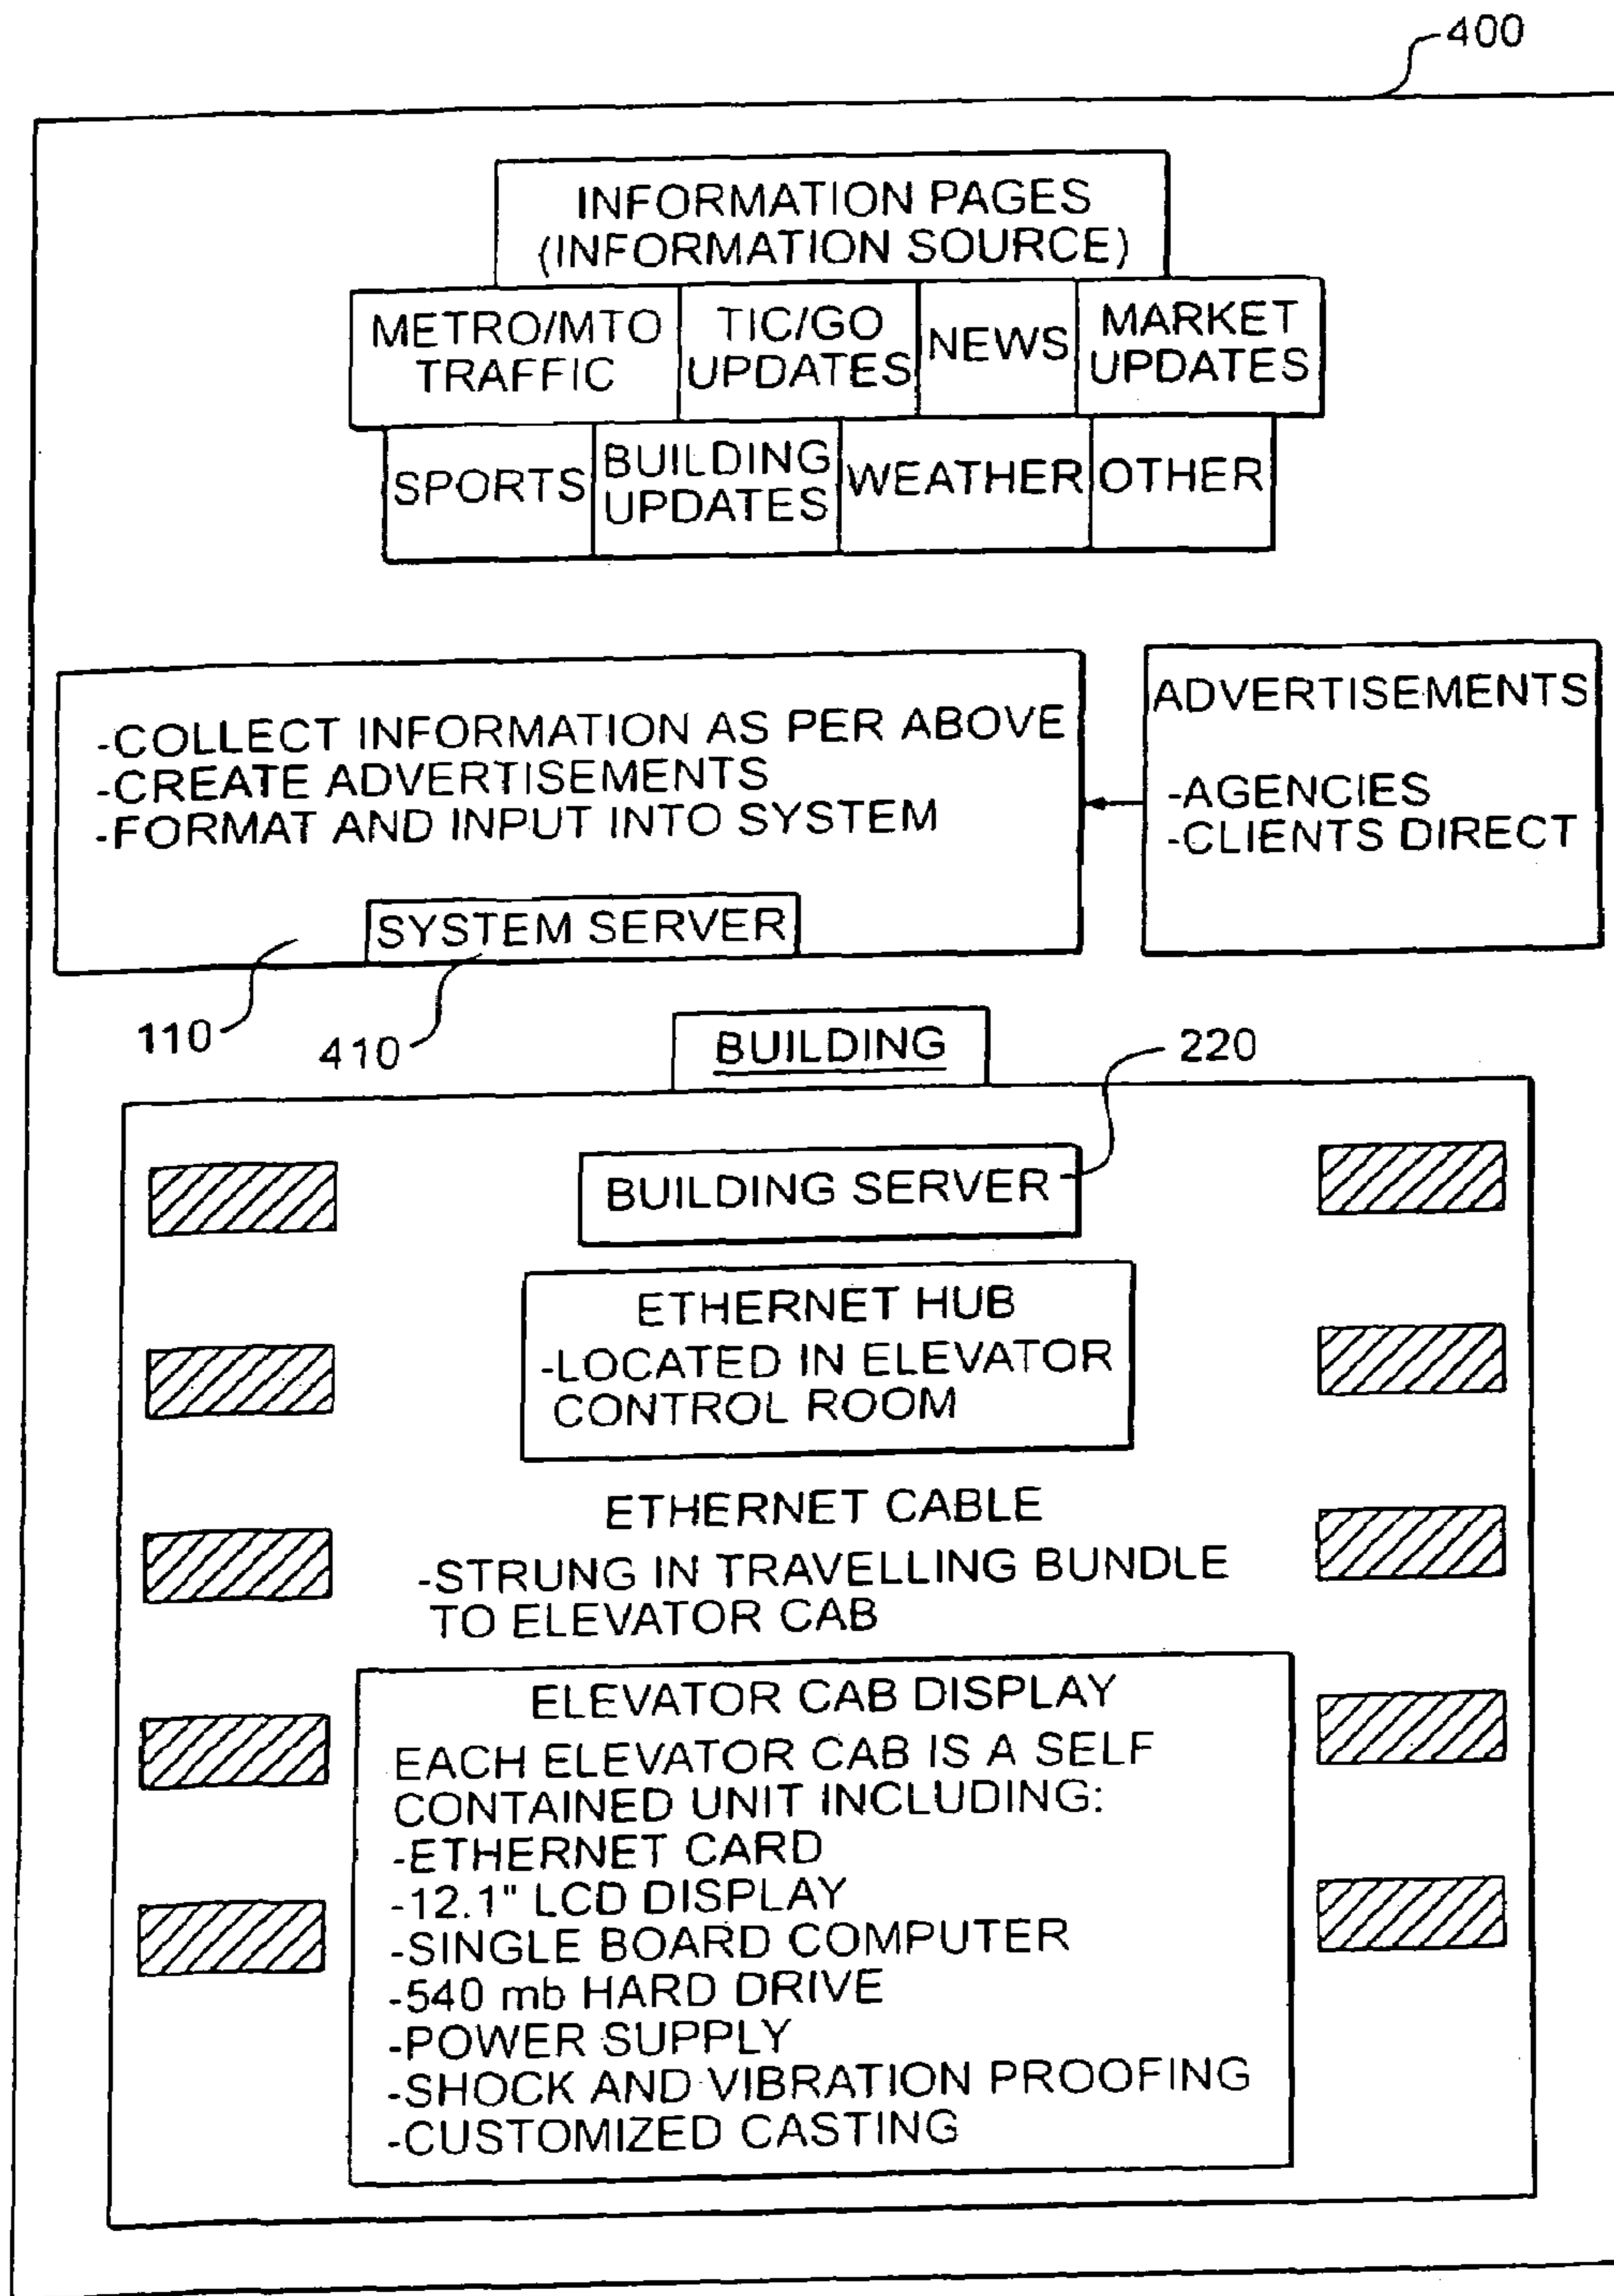 400
INFORMATION PAGES
(INFORMATION SOURCE)
METRO/MTO
TRAFFIC
TIC/GO
UPDATES
NEWS
MARKET
UPDATES
SPORTS
BUILDING
UPDATES
WEATHER
OTHER
-COLLECT INFORMATION AS PER ABOVE
-CREATE ADVERTISEMENTS
-FORMAT AND INPUT INTO SYSTEM
SYSTEM SERVER
ADVERTISEMENTS
-AGENCIES
-CLIENTS DIRECT
110
410
BUILDING
220
BUILDING SERVER
ETHERNET HUB
-LOCATED IN ELEVATOR
CONTROL ROOM
ETHERNET CABLE
-STRUNG IN TRAVELLING BUNDLE
TO ELEVATOR CAB
ELEVATOR CAB DISPLAY
EACH ELEVATOR CAB IS A SELF
CONTAINED UNIT INCLUDING:
-ETHERNET CARD
-12.1" LCD DISPLAY
-SINGLE BOARD COMPUTER
-540 mb HARD DRIVE
-POWER SUPPLY
-SHOCK AND VIBRATION PROOFING
-CUSTOMIZED CASTING